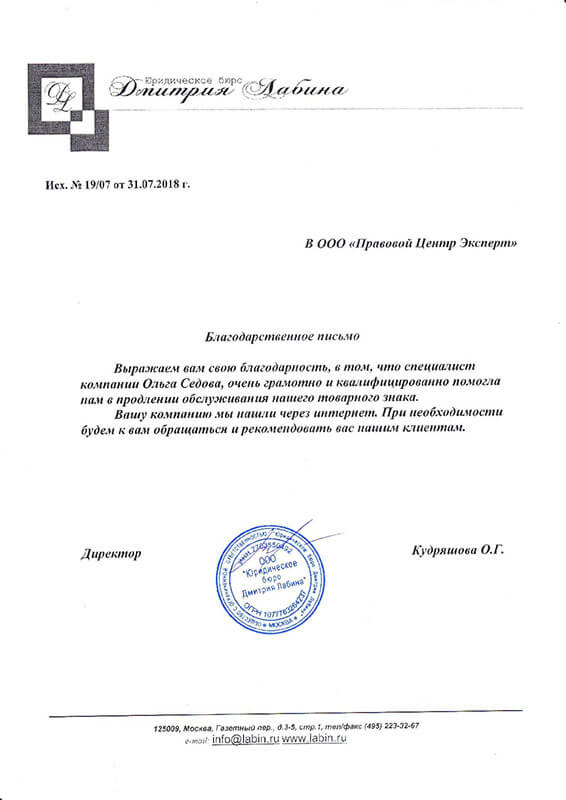 Юридическое бюро
Дмитрия Лабина
DL
Исх. № 19/07 от 31.07.2018 г.
В ООО «Правовой Центр Эксперт»
Благодарственное письмо
Выражаем вам свою благодарность, в том, что специалист
компании Ольга Седова, очень грамотно и квалифицированно помогла
нам в продлении обслуживания нашего товарного знака.
Вашу компанию мы нашли через интернет. При необходимости
будем к вам обращаться и рекомендовать вас нашим клиентам.
Директор
ООО
"Юридическое
бюро
Дмитрия Лабина"
ОГРН 1077763264237
* МОСКВА *
Кудряшова О.Г.
125009, Москва, Газетный пер., д.3-5, стр.1, тел/факс (495) 223-32-67
e-mail: info@labin.ru www.labin.ru